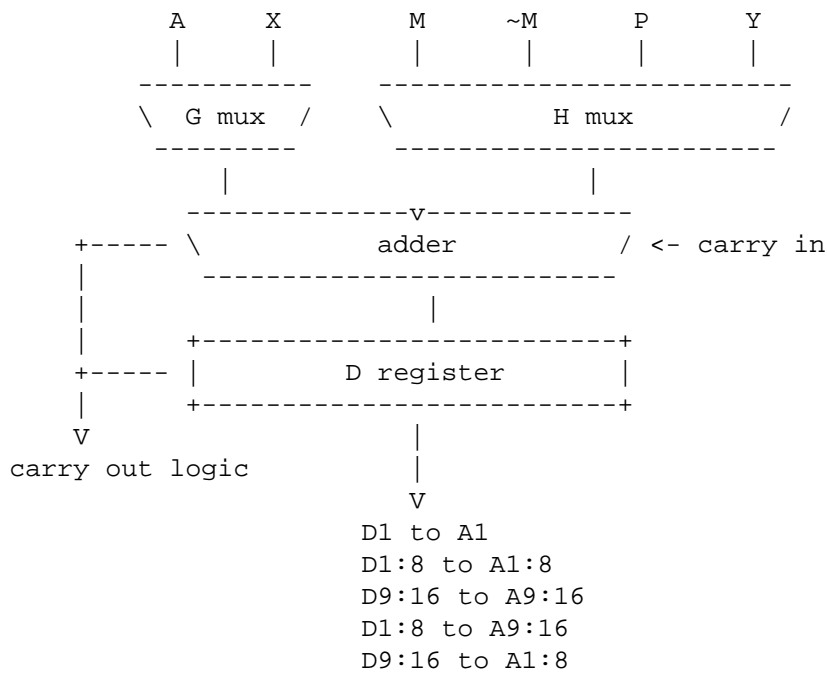 A X M ~M P Y
G mux H mux
v
adder <- carry in
D register
V
carry out logic
V
D1 to A1
D1:8 to A1:8
D9:16 to A9:16
D1:8 to A9:16
D9:16 to A1:8